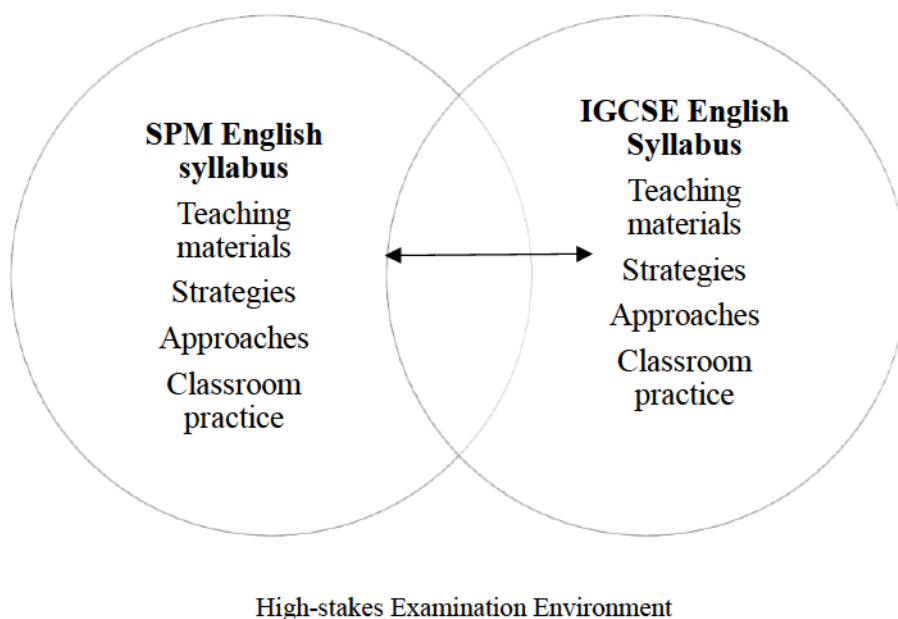 SPM English
syllabus
Teaching
materials
Strategies
Approaches
Classroom
practice
IGCSE English
Syllabus
Teaching
materials
Strategies
Approaches
Classroom
practice
High-stakes Examination Environment